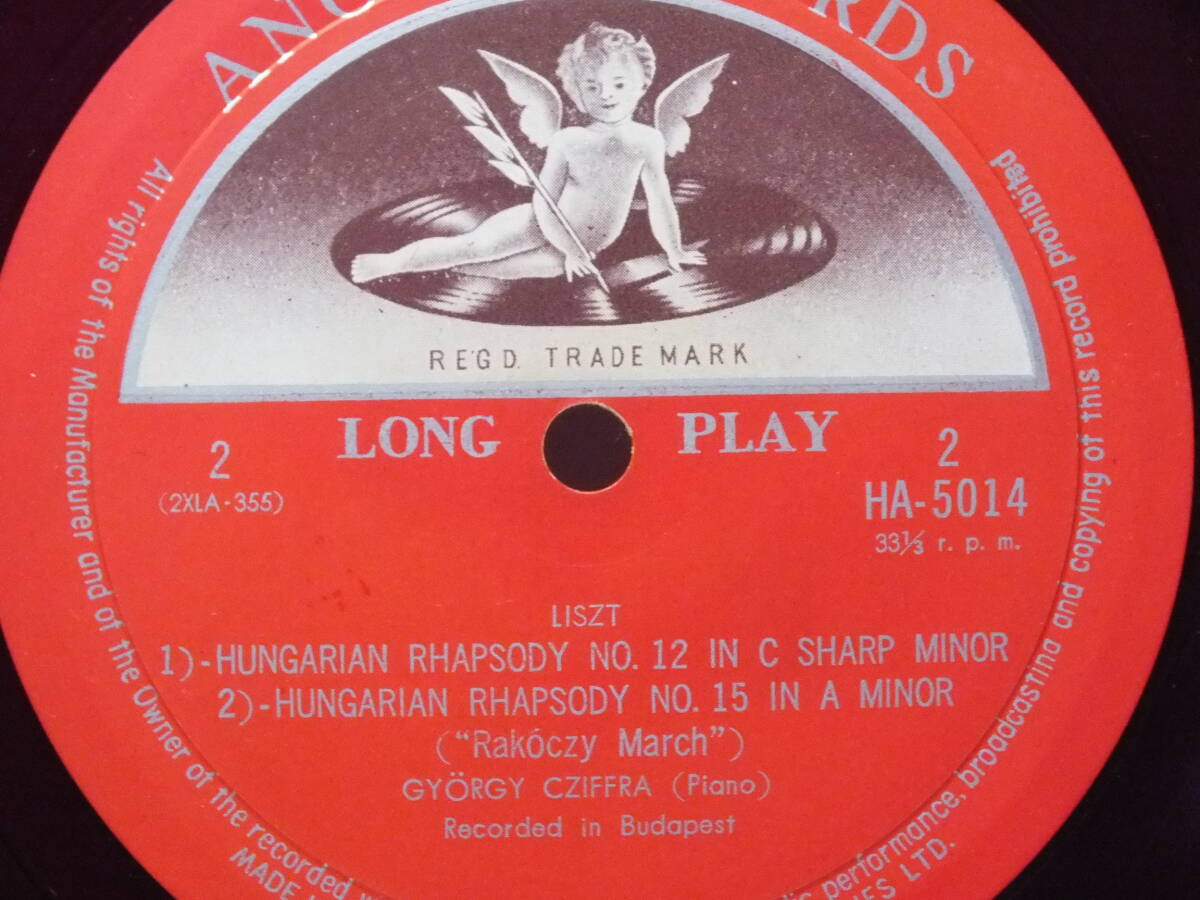 REG'D. TRADE MARK
LONG PLAY
2
(2XLA-355)
2
HA-5014
33⅓ r. p. m.
LISZT
1)-HUNGARIAN RHAPSODY NO. 12 IN C SHARP MINOR
2)-HUNGARIAN RHAPSODY NO. 15 IN A MINOR
("Rakóczy March")
GYÖRGY CZIFFRA (Piano)
Recorded in Budapest
All rights of the Manufacturer and of the Owner of the recorded
performance, broadcasting and copying of this record prohibited
MADE
LTD.